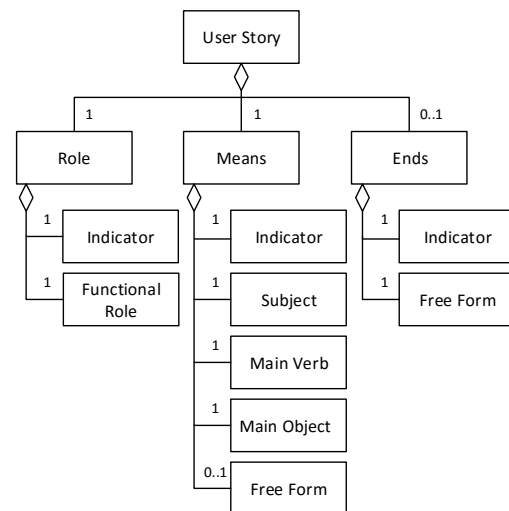 User Story
1
1
0..1
Role
Means
Ends
1
Indicator
1
Functional
Role
1
Indicator
1
Subject
1
Main Verb
1
Main Object
0..1
Free Form
1
Indicator
1
Free Form